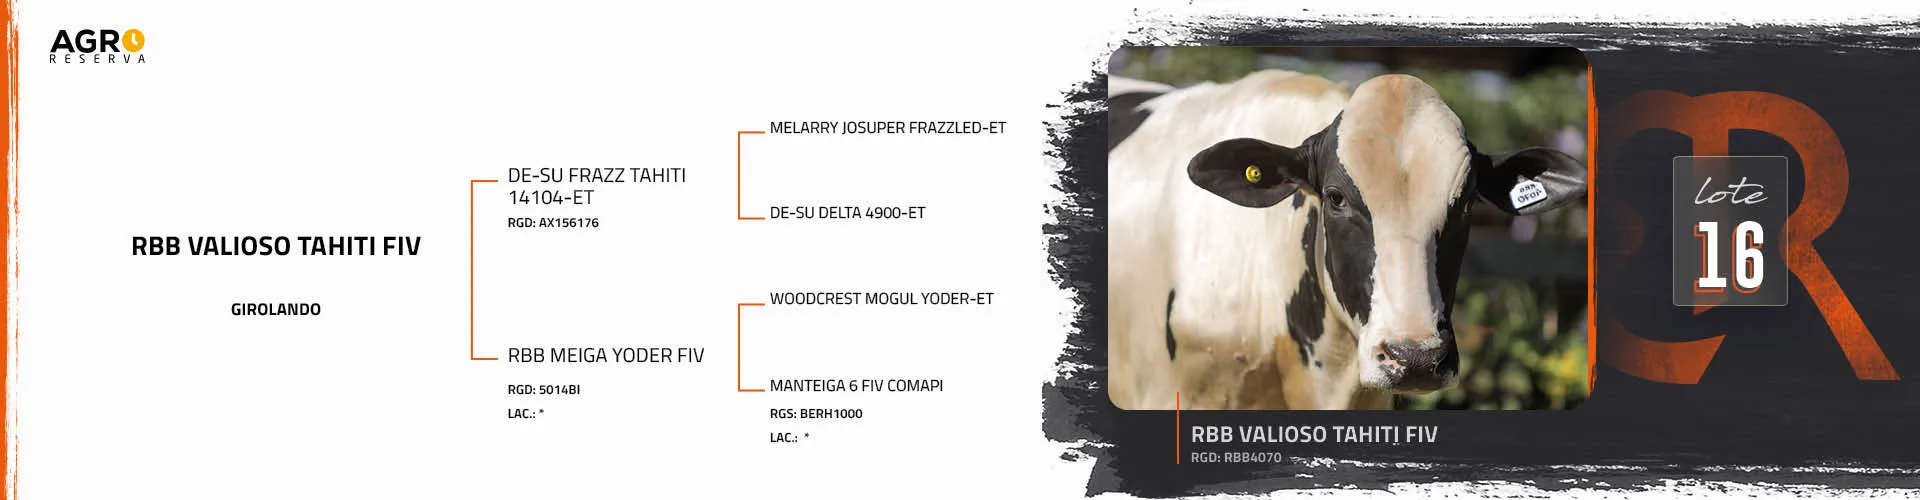 AGRO
RESERVA
RBB VALIOSO TAHITI FIV
GIROLANDO
DE-SU FRAZZ TAHITI
14104-ET
RGD: AX156176
RBB MEIGA YODER FIV
RGD: 5014BI
LAC.: *
MELARRY JOSUPER FRAZZLED-ET
DE-SU DELTA 4900-ET
WOODCREST MOGUL YODER-ET
MANTEIGA 6 FIV COMAPI
RGS: BERH1000
LAC.: *
lote
16
RBB VALIOSO TAHITI FIV
RGD: RBB4070